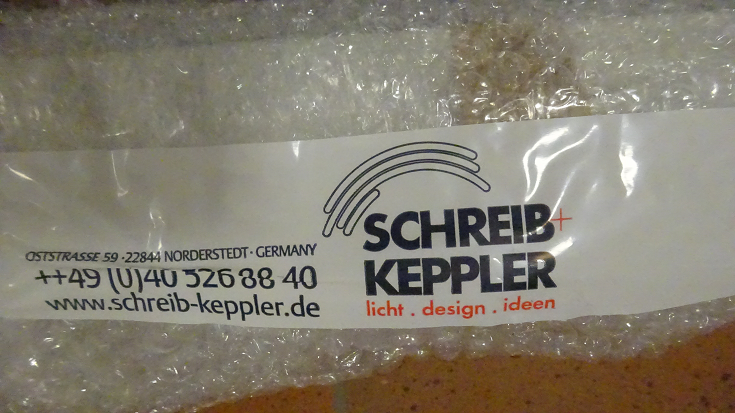 SCHREIB+
KEPPLER
licht . design . ideen
OSTSTRASSE 59 · 22844 NORDERSTEDT · GERMANY
++49 (0)40 526 88 40
www.schreib-keppler.de